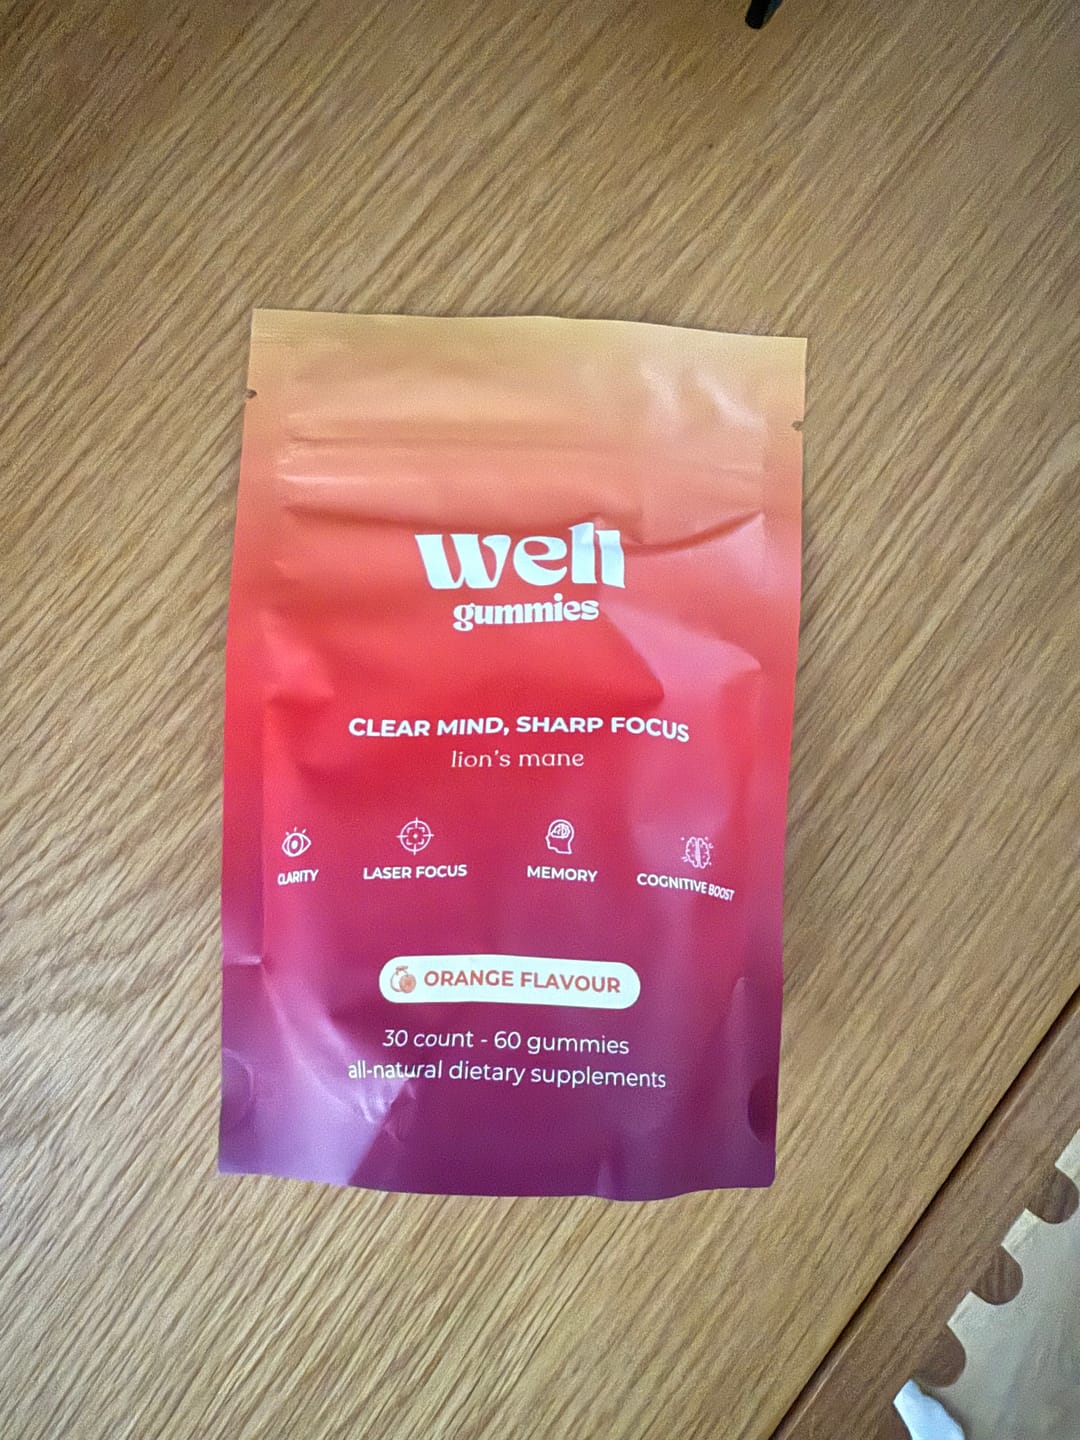 well
gummies
CLEAR MIND, SHARP FOCUS
lion's mane
CLARITY LASER FOCUS MEMORY COGNITIVE BOOST
ORANGE FLAVOUR
30 count - 60 gummies
all-natural dietary supplements